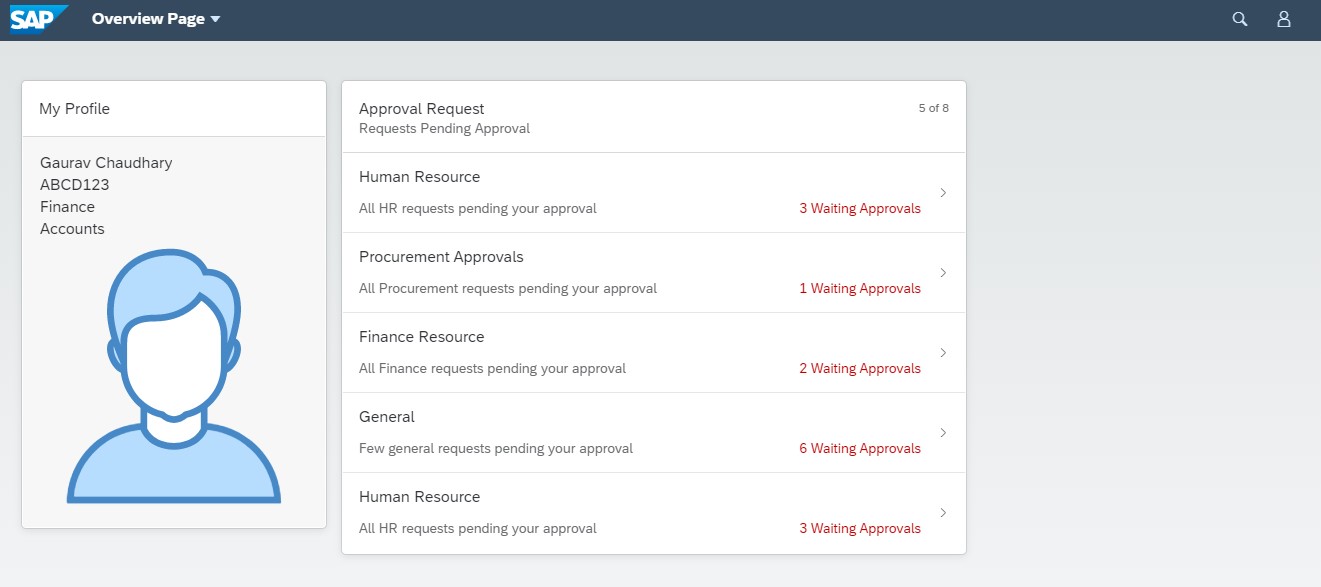 SAP Overview Page
My Profile
Gaurav Chaudhary
ABCD123
Finance
Accounts
Approval Request 5 of 8
Requests Pending Approval
Human Resource
All HR requests pending your approval 3 Waiting Approvals
Procurement Approvals
All Procurement requests pending your approval 1 Waiting Approvals
Finance Resource
All Finance requests pending your approval 2 Waiting Approvals
General
Few general requests pending your approval 6 Waiting Approvals
Human Resource
All HR requests pending your approval 3 Waiting Approvals